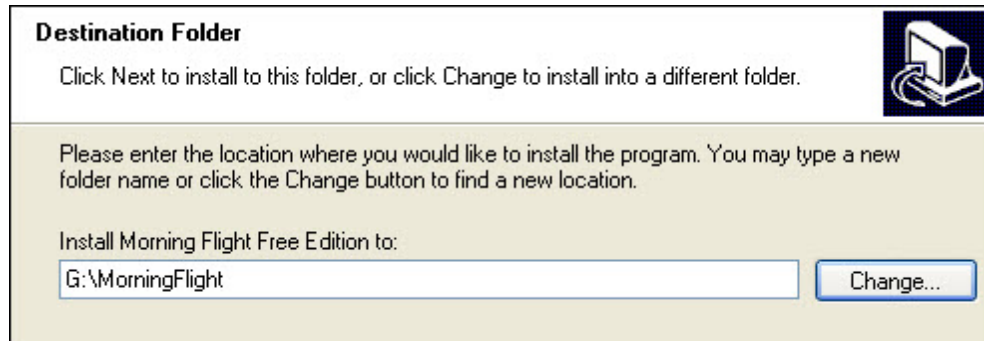 Destination Folder
Click Next to install to this folder, or click Change to install into a different folder.
Please enter the location where you would like to install the program. You may type a new
folder name or click the Change button to find a new location.
Install Morning Flight Free Edition to:
G:\MorningFlight
Change...